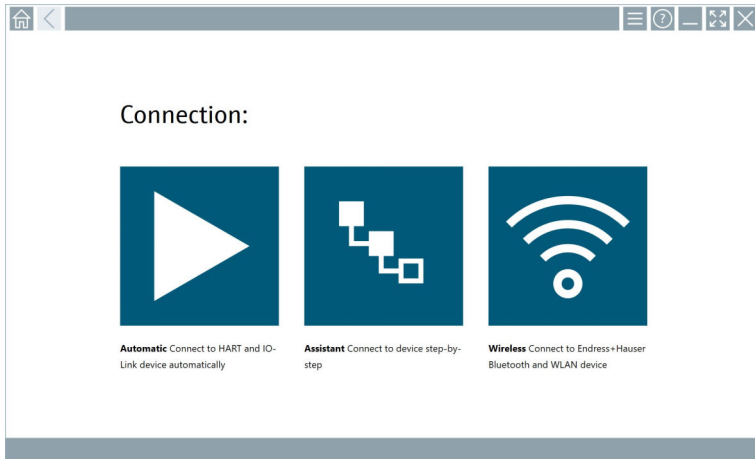 Connection:
Automatic Connect to HART and IO-
Link device automatically
Assistant Connect to device step-by-
step
Wireless Connect to Endress+Hauser
Bluetooth and WLAN device